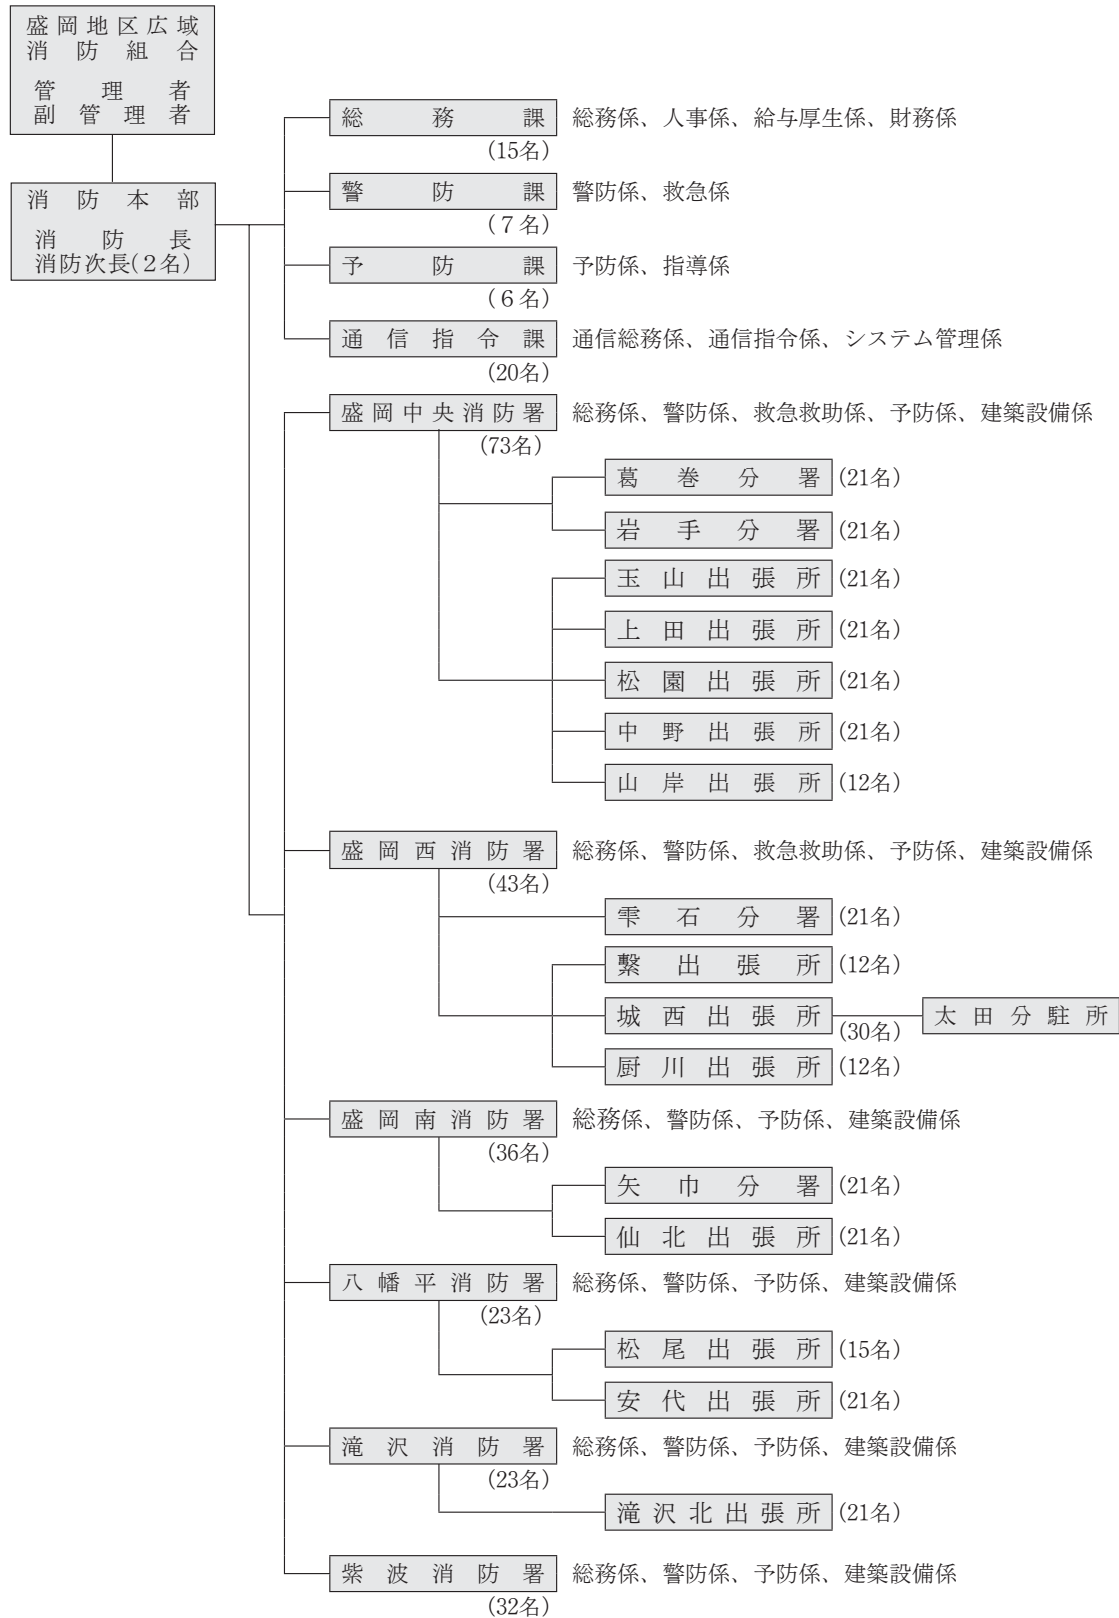 盛岡地区広域
消防組合
管理者
副管理者
消防本部
消防長
消防次長(2名)
総務課 総務係、人事係、給与厚生係、財務係
(15名)
警防課 警防係、救急係
(7名)
予防課 予防係、指導係
(6名)
通信指令課 通信総務係、通信指令係、システム管理係
(20名)
盛岡中央消防署 総務係、警防係、救急救助係、予防係、建築設備係
(73名)
葛巻分署 (21名)
岩手分署 (21名)
玉山出張所 (21名)
上田出張所 (21名)
松園出張所 (21名)
中野出張所 (21名)
山岸出張所 (12名)
盛岡西消防署 総務係、警防係、救急救助係、予防係、建築設備係
(43名)
雫石分署 (21名)
繋出張所 (12名)
城西出張所 (30名) 太田分駐所
厨川出張所 (12名)
盛岡南消防署 総務係、警防係、予防係、建築設備係
(36名)
矢巾分署 (21名)
仙北出張所 (21名)
八幡平消防署 総務係、警防係、予防係、建築設備係
(23名)
松尾出張所 (15名)
安代出張所 (21名)
滝沢消防署 総務係、警防係、予防係、建築設備係
(23名)
滝沢北出張所 (21名)
紫波消防署 総務係、警防係、予防係、建築設備係
(32名)